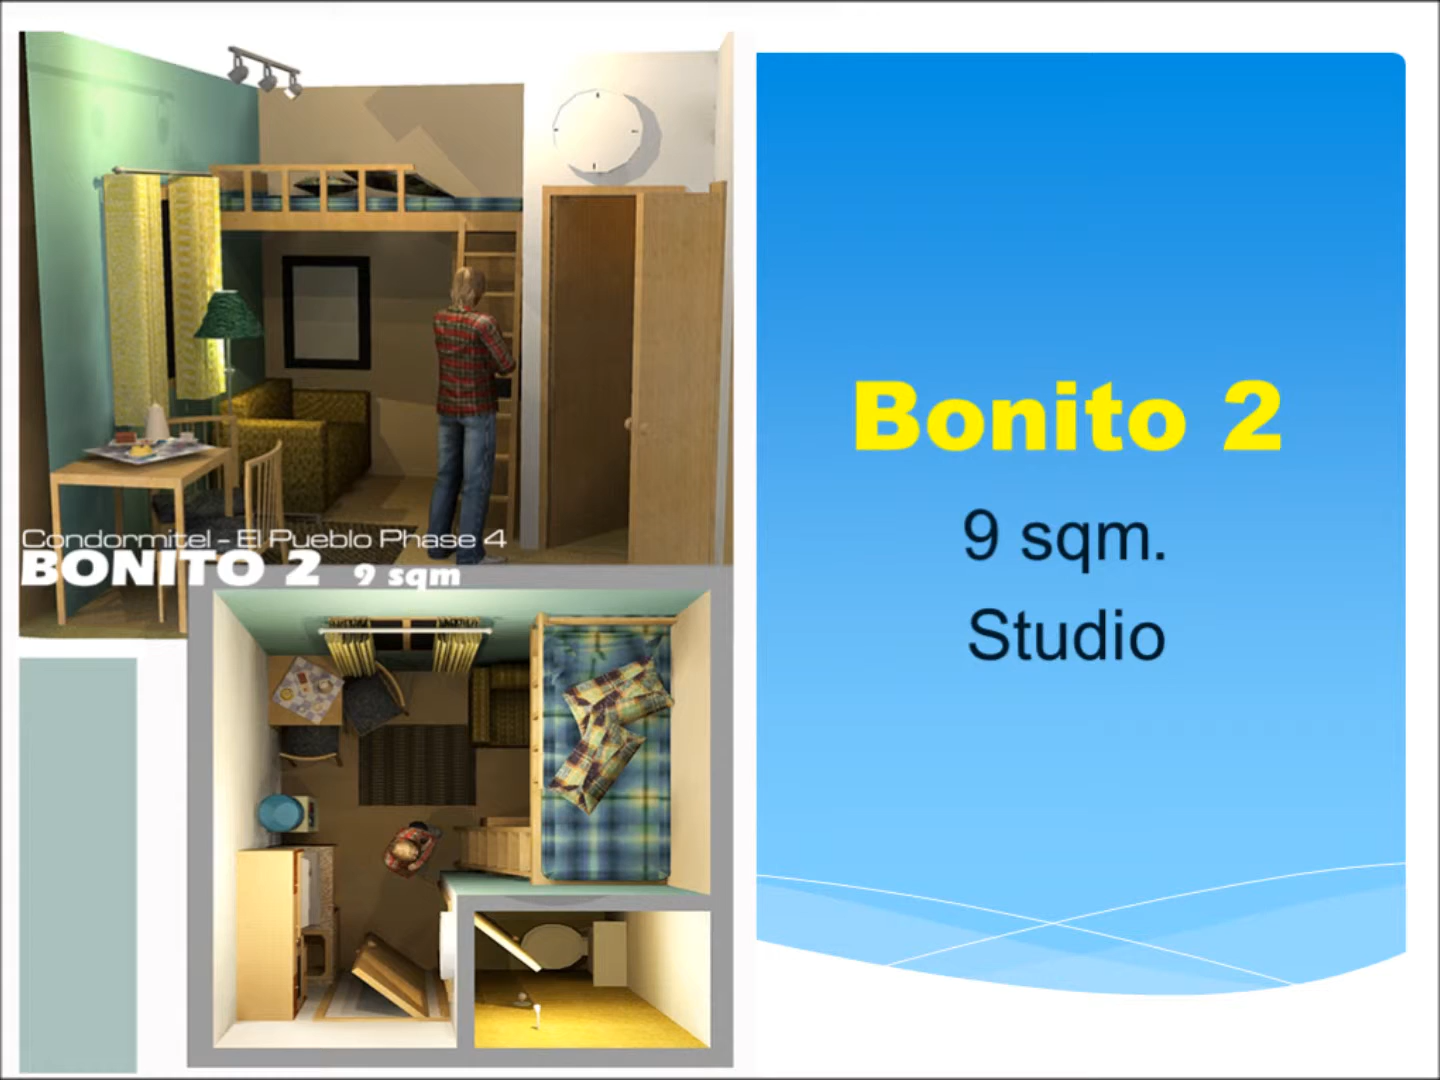 Condormitel - El Pueblo Phase 4
BONITO 2 9 sqm
Bonito 2
9 sqm.
Studio